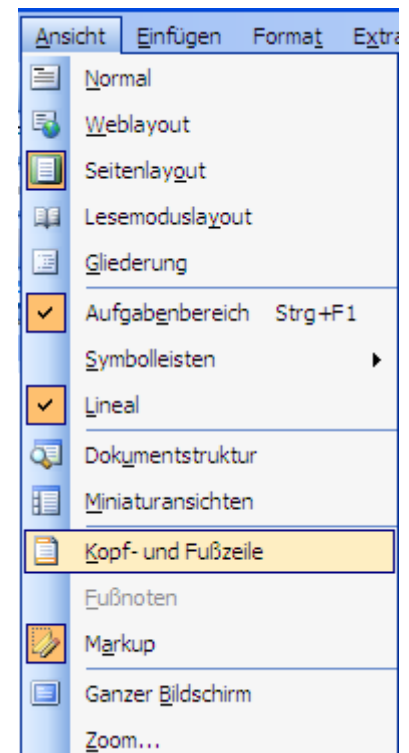 Ansicht Einfügen Format Extra
Normal
Weblayout
Seitenlayout
Lesemoduslayout
Gliederung
Aufgabenbereich Strg+F1
Symbolleisten
Lineal
Dokumentstruktur
Miniaturansichten
Kopf- und Fußzeile
Fußnoten
Markup
Ganzer Bildschirm
Zoom...